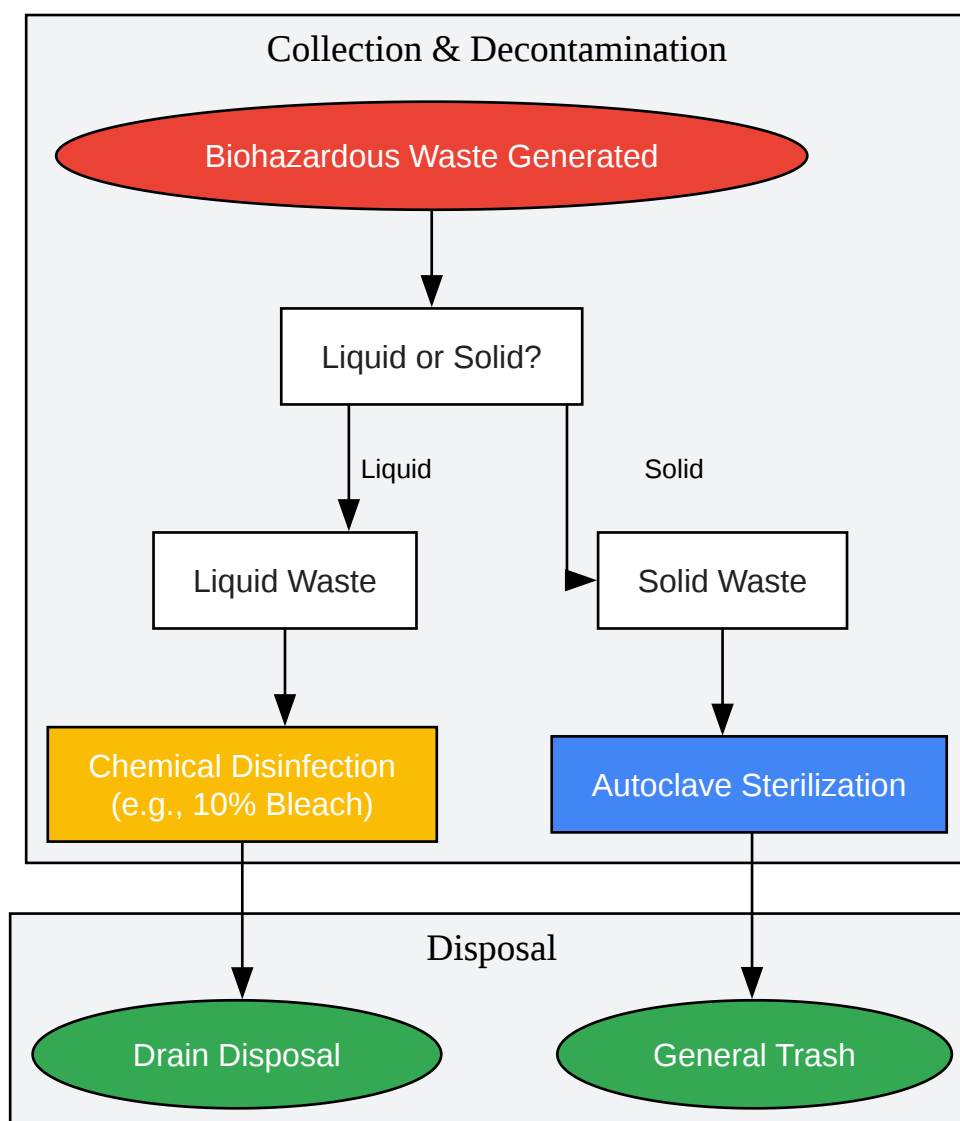 Collection & Decontamination
Biohazardous Waste Generated
Liquid or Solid?
Liquid
Solid
Liquid Waste
Solid Waste
Chemical Disinfection
(e.g., 10% Bleach)
Autoclave Sterilization
Disposal
Drain Disposal
General Trash